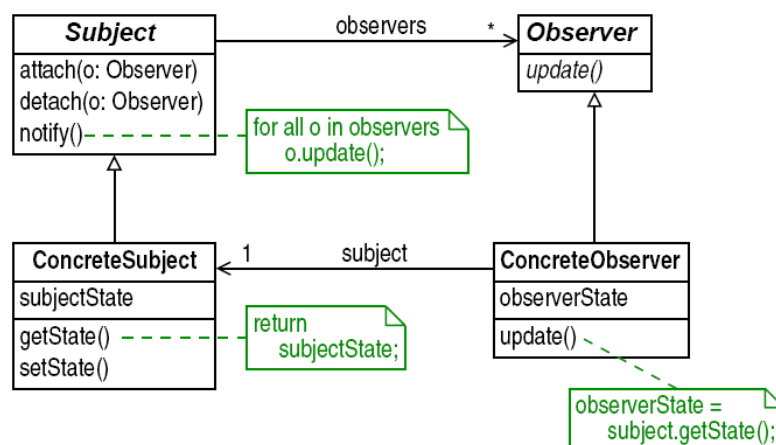 Subject
observers
*
Observer
attach(o: Observer)
detach(o: Observer)
notify()
update()
for all o in observers
o.update();
ConcreteSubject
1
subject
ConcreteObserver
subjectState
observerState
getState()
setState()
return
subjectState;
update()
observerState =
subject.getState();